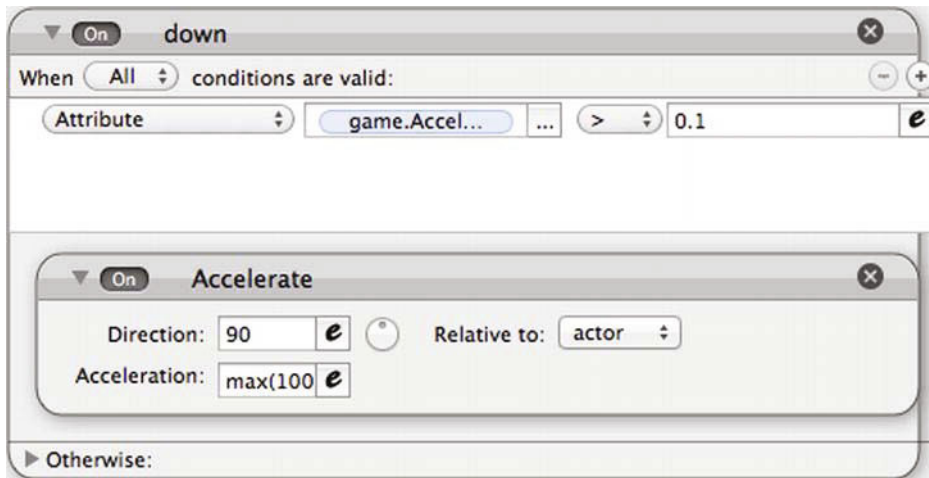 On down
When All conditions are valid:
Attribute game.Accel... ... > 0.1 e
On Accelerate
Direction: 90 e Relative to: actor
Acceleration: max(100 e
Otherwise: